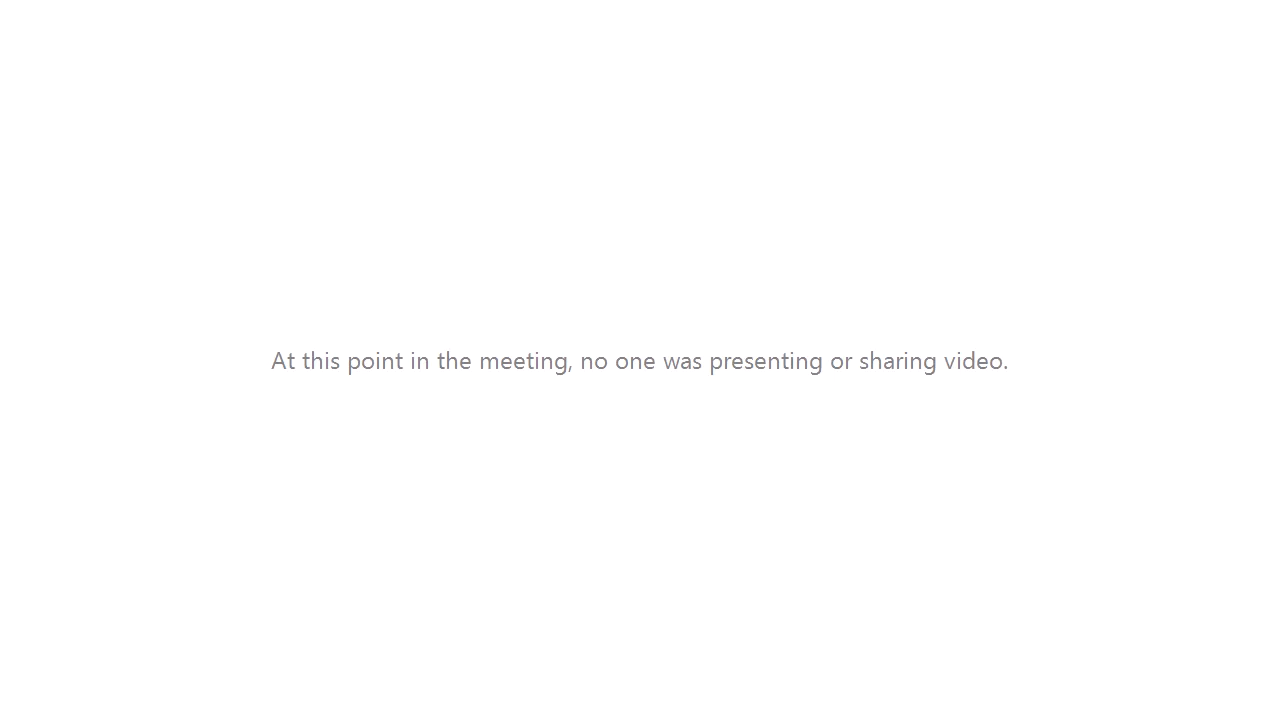 At this point in the meeting, no one was presenting or sharing video.